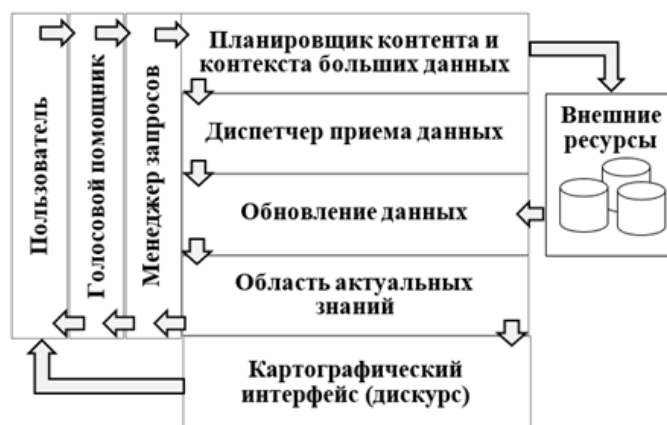 Пользователь
Голосовой помощник
Менеджер запросов
Планировщик контента и
контекста больших данных
Диспетчер приема данных
Обновление данных
Область актуальных
знаний
Картографический
интерфейс (дискурс)
Внешние
ресурсы